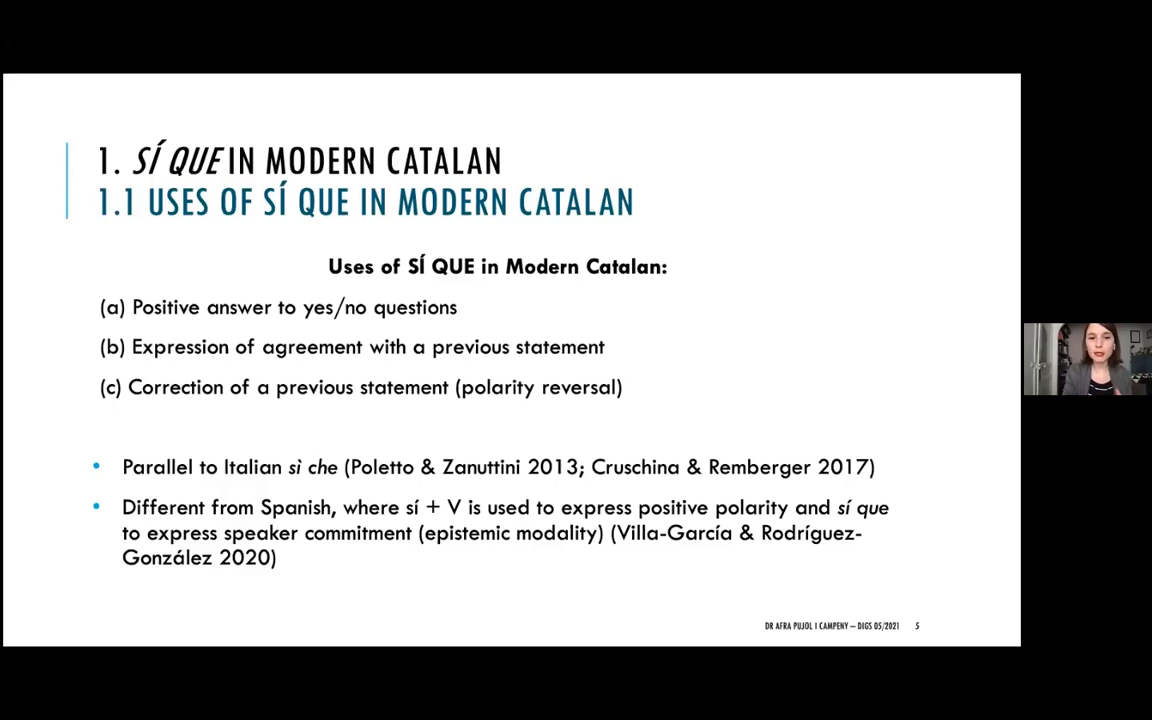 1. SÍ QUE IN MODERN CATALAN
1.1 USES OF SÍ QUE IN MODERN CATALAN
Uses of SÍ QUE in Modern Catalan:
(a) Positive answer to yes/no questions
(b) Expression of agreement with a previous statement
(c) Correction of a previous statement (polarity reversal)
• Parallel to Italian sì che (Poletto & Zanuttini 2013; Cruschina & Remberger 2017)
• Different from Spanish, where sí + V is used to express positive polarity and sí que
to express speaker commitment (epistemic modality) (Villa-García & Rodríguez-
González 2020)
DR AFRA PUJOL I CAMPENY – DIGS 05/2021 5